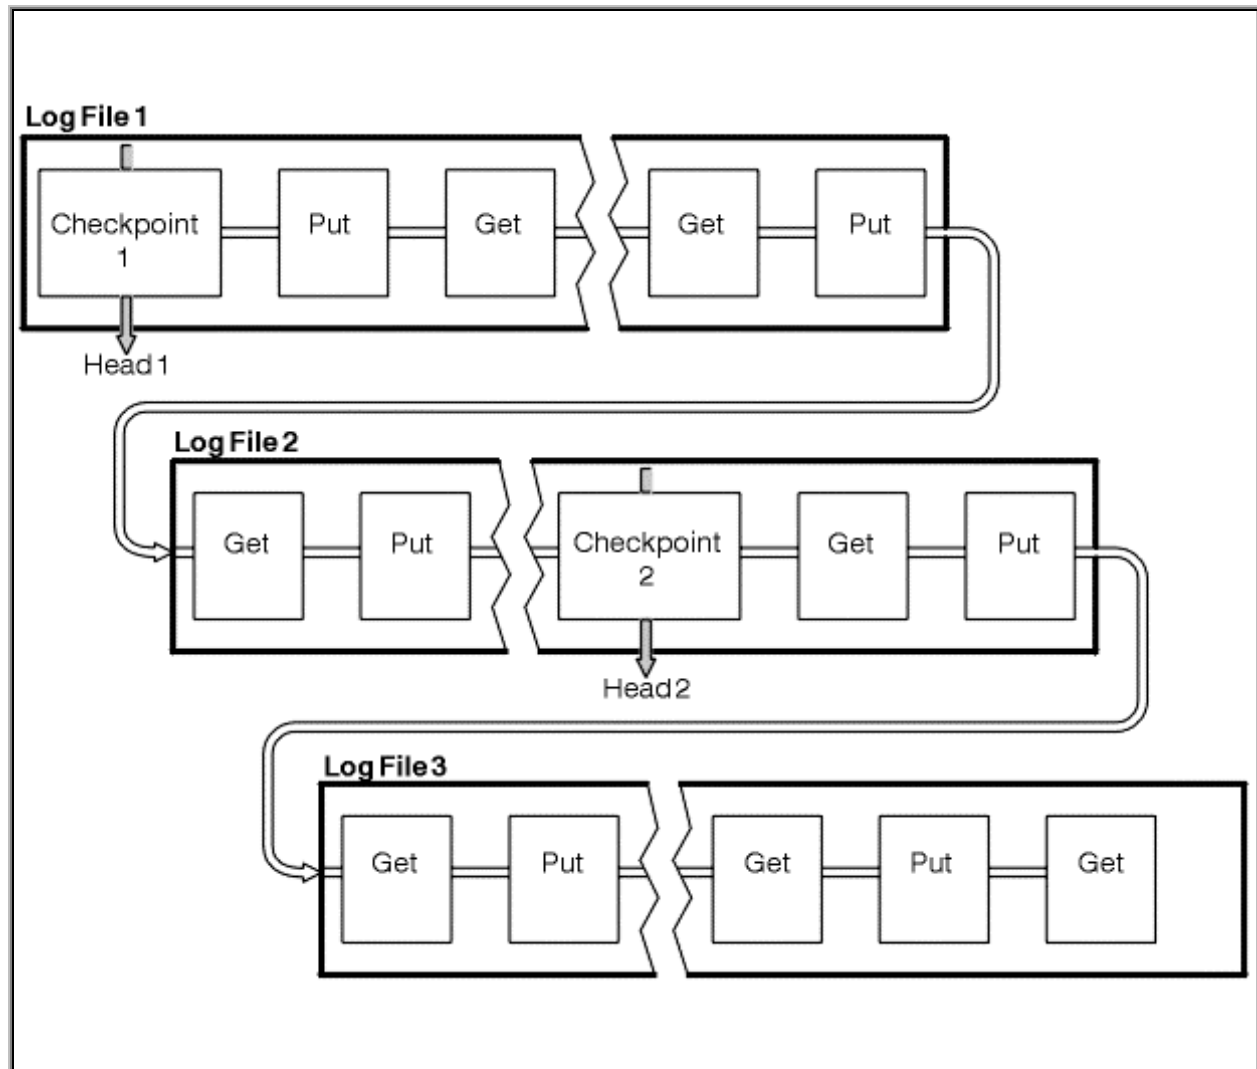 Log File 1
Checkpoint
1
Put
Get
Get
Put
Head 1
Log File 2
Get
Put
Checkpoint
2
Get
Put
Head 2
Log File 3
Get
Put
Get
Put
Get